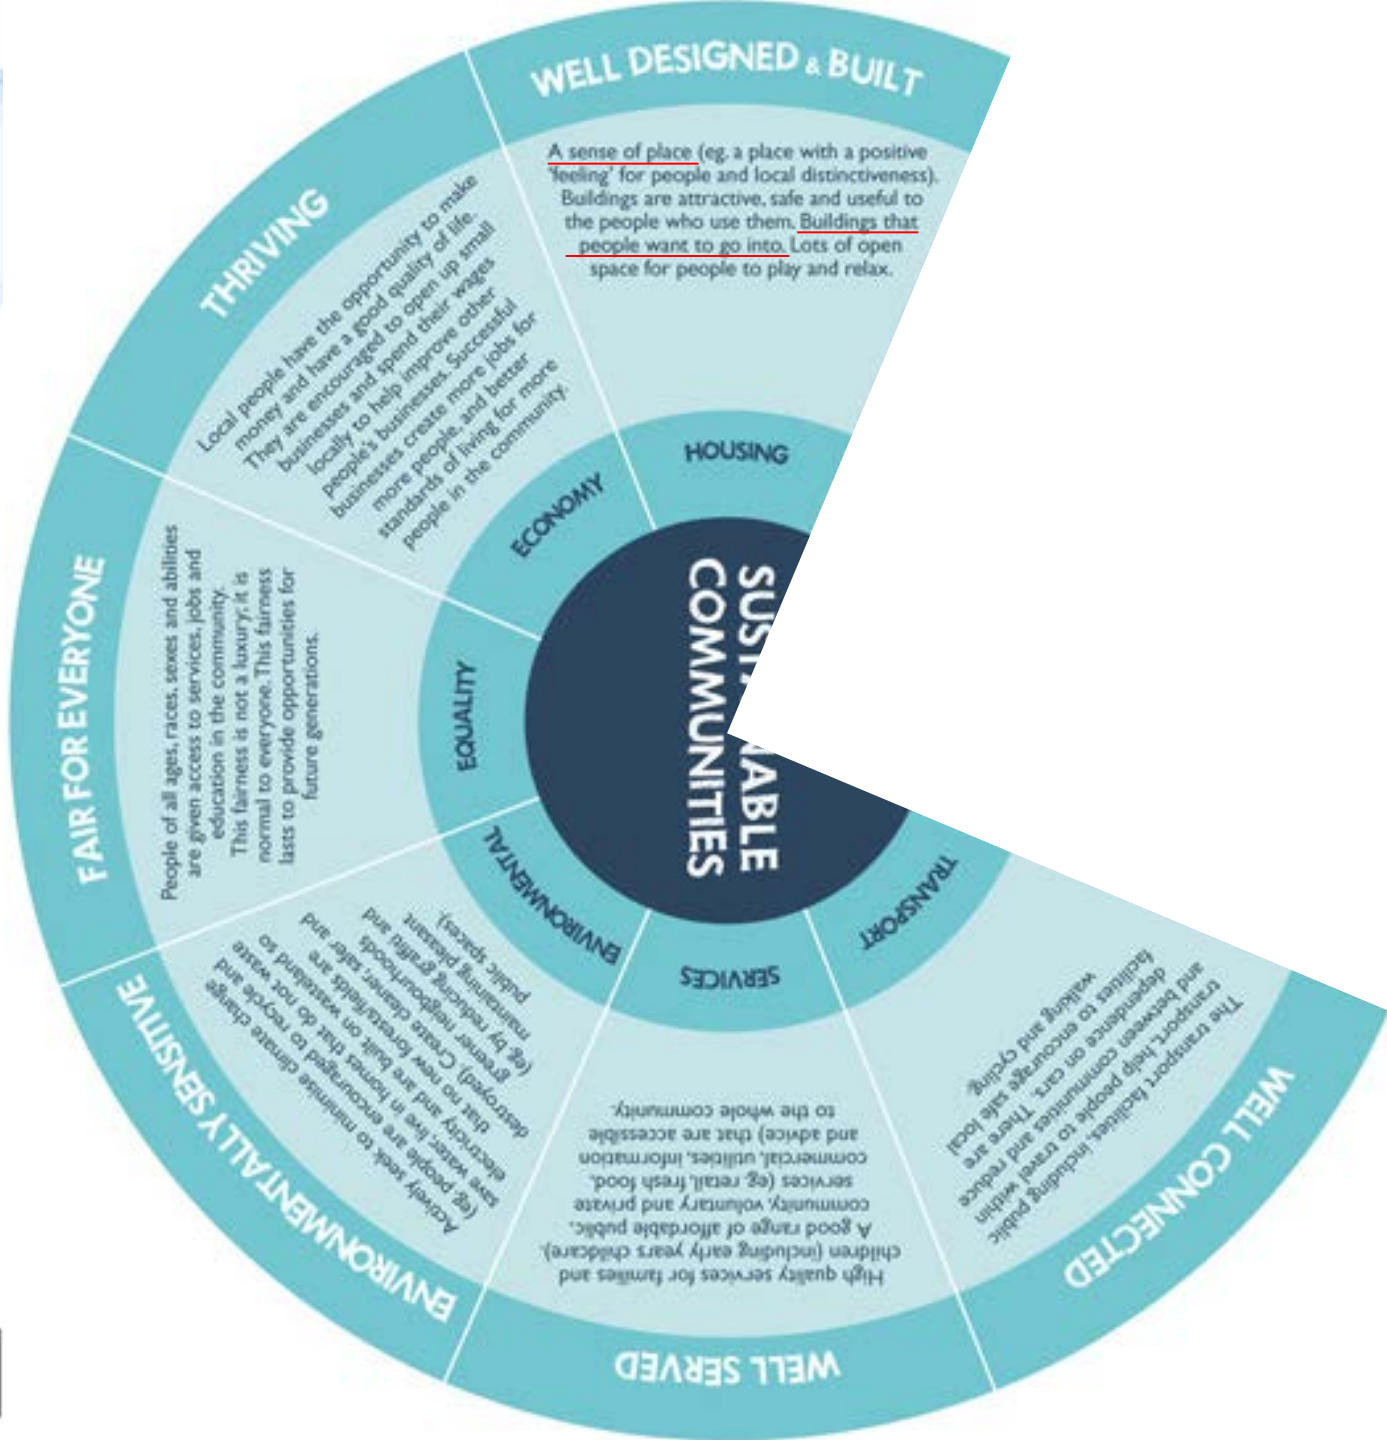 WELL DESIGNED & BUILT
A sense of place (eg. a place with a positive
'feeling' for people and local distinctiveness).
Buildings are attractive, safe and useful to
the people who use them. Buildings that
people want to go into. Lots of open
space for people to play and relax.
HOUSING
THRIVING
Local people have the opportunity to make
money and have a good quality of life.
They are encouraged to open up small
businesses and spend their wages
locally to help improve other
people's businesses. Successful
businesses create more jobs for
more people, and better
standards of living for more
people in the community.
ECONOMY
FAIR FOR EVERYONE
People of all ages, races, sexes and abilities
are given access to services, jobs and
education in the community.
This fairness is not a luxury; it is
normal to everyone. This fairness
lasts to provide opportunities for
future generations.
EQUALITY
ENVIRONMENTALLY SENSITIVE
Actively seek to minimise climate change
(eg. people are encouraged to recycle and
save water, live in homes that do not waste
electricity and are built on wasteland so
that no new forests/fields are
destroyed). Create cleaner, safer and
greener neigbourhoods
(eg. by reducing graffiti and
maintaining pleasant
public spaces).
ENVIRONMENTAL
WELL SERVED
High quality services for families and
children (including early years childcare).
A good range of affordable public,
community, voluntary and private
services (eg. retail, fresh food,
commercial, utilities, information
and advice) that are accessible
to the whole community.
SERVICES
WELL CONNECTED
The transport facilities, including public
transport, help people to travel within
and between communities and reduce
dependence on cars. There are
facilities to encourage safe local
walking and cycling.
TRANSPORT
SUST NABLE
COMMUNITIES